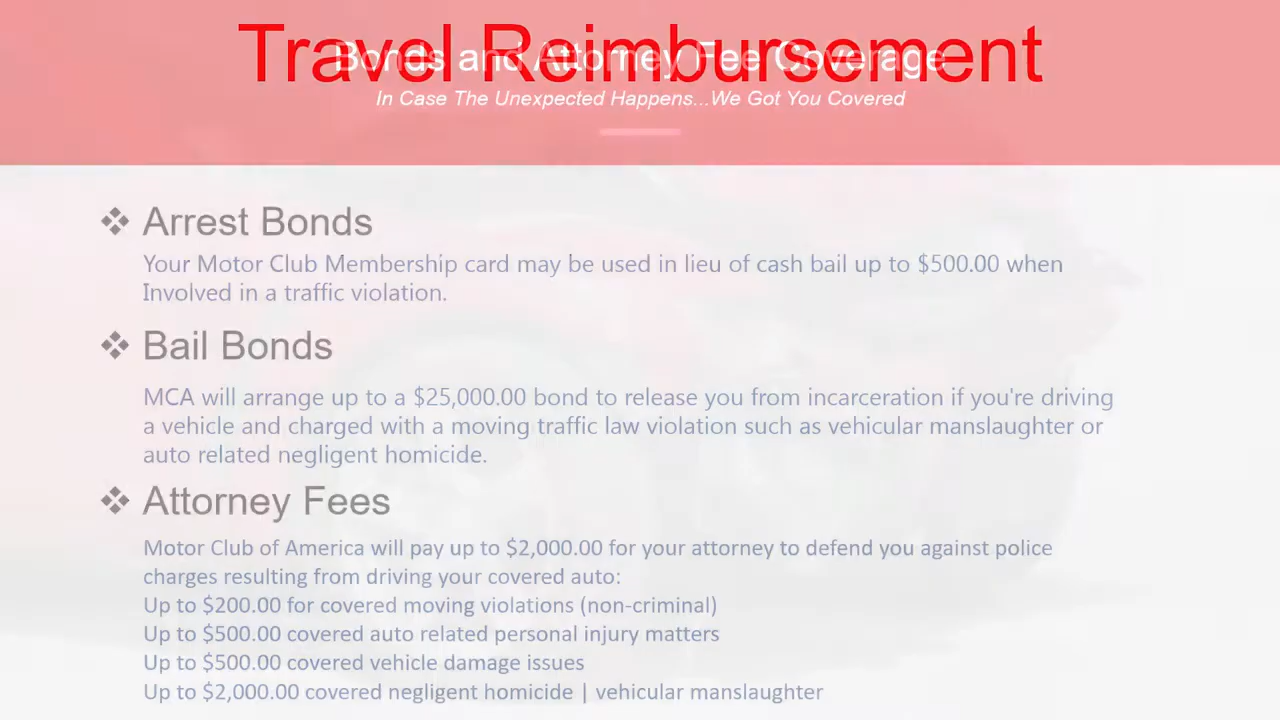 Travel Reimbursement
Bonds and Attorney Fee Coverage
In Case The Unexpected Happens...We Got You Covered
❖ Arrest Bonds
Your Motor Club Membership card may be used in lieu of cash bail up to $500.00 when
Involved in a traffic violation.
❖ Bail Bonds
MCA will arrange up to a $25,000.00 bond to release you from incarceration if you're driving
a vehicle and charged with a moving traffic law violation such as vehicular manslaughter or
auto related negligent homicide.
❖ Attorney Fees
Motor Club of America will pay up to $2,000.00 for your attorney to defend you against police
charges resulting from driving your covered auto:
Up to $200.00 for covered moving violations (non-criminal)
Up to $500.00 covered auto related personal injury matters
Up to $500.00 covered vehicle damage issues
Up to $2,000.00 covered negligent homicide | vehicular manslaughter